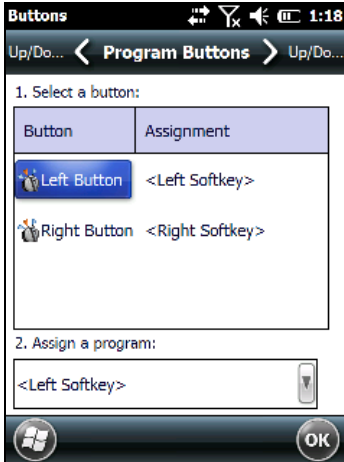 Buttons 1:18
Up/Do... Program Buttons Up/Do...
1. Select a button:
Button Assignment
Left Button <Left Softkey>
Right Button <Right Softkey>
2. Assign a program:
<Left Softkey>
OK